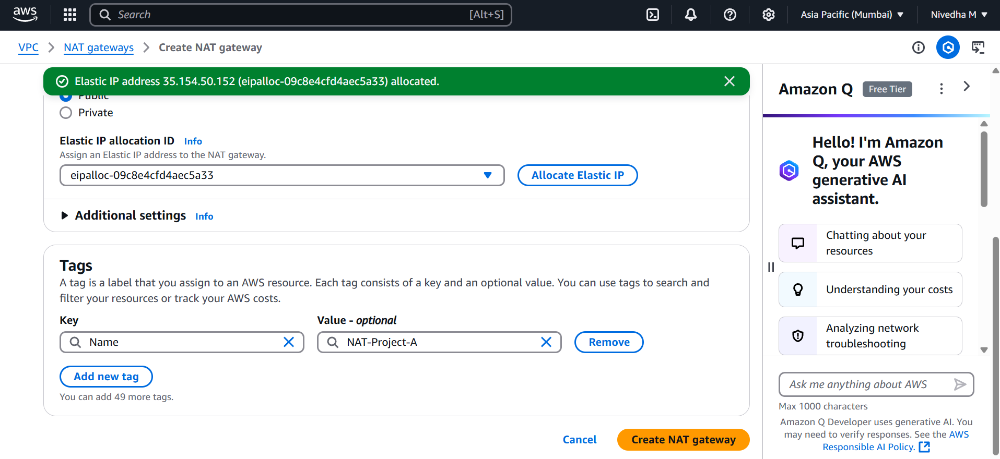 aws
Search
[Alt+S]
Asia Pacific (Mumbai)
Nivedha M
VPC
NAT gateways
Create NAT gateway
Elastic IP address 35.154.50.152 (eipalloc-09c8e4cfd4aec5a33) allocated.
Public
Private
Elastic IP allocation ID Info
Assign an Elastic IP address to the NAT gateway.
eipalloc-09c8e4cfd4aec5a33
Allocate Elastic IP
Additional settings Info
Tags
A tag is a label that you assign to an AWS resource. Each tag consists of a key and an optional value. You can use tags to search and
filter your resources or track your AWS costs.
Key
Value - optional
Name
NAT-Project-A
Remove
Add new tag
You can add 49 more tags.
Cancel
Create NAT gateway
Amazon Q
Free Tier
Hello! I'm Amazon
Q, your AWS
generative AI
assistant.
Chatting about your
resources
Understanding your costs
Analyzing network
troubleshooting
Ask me anything about AWS
Max 1000 characters
Amazon Q Developer uses generative AI. You
may need to verify responses. See the AWS
Responsible AI Policy.